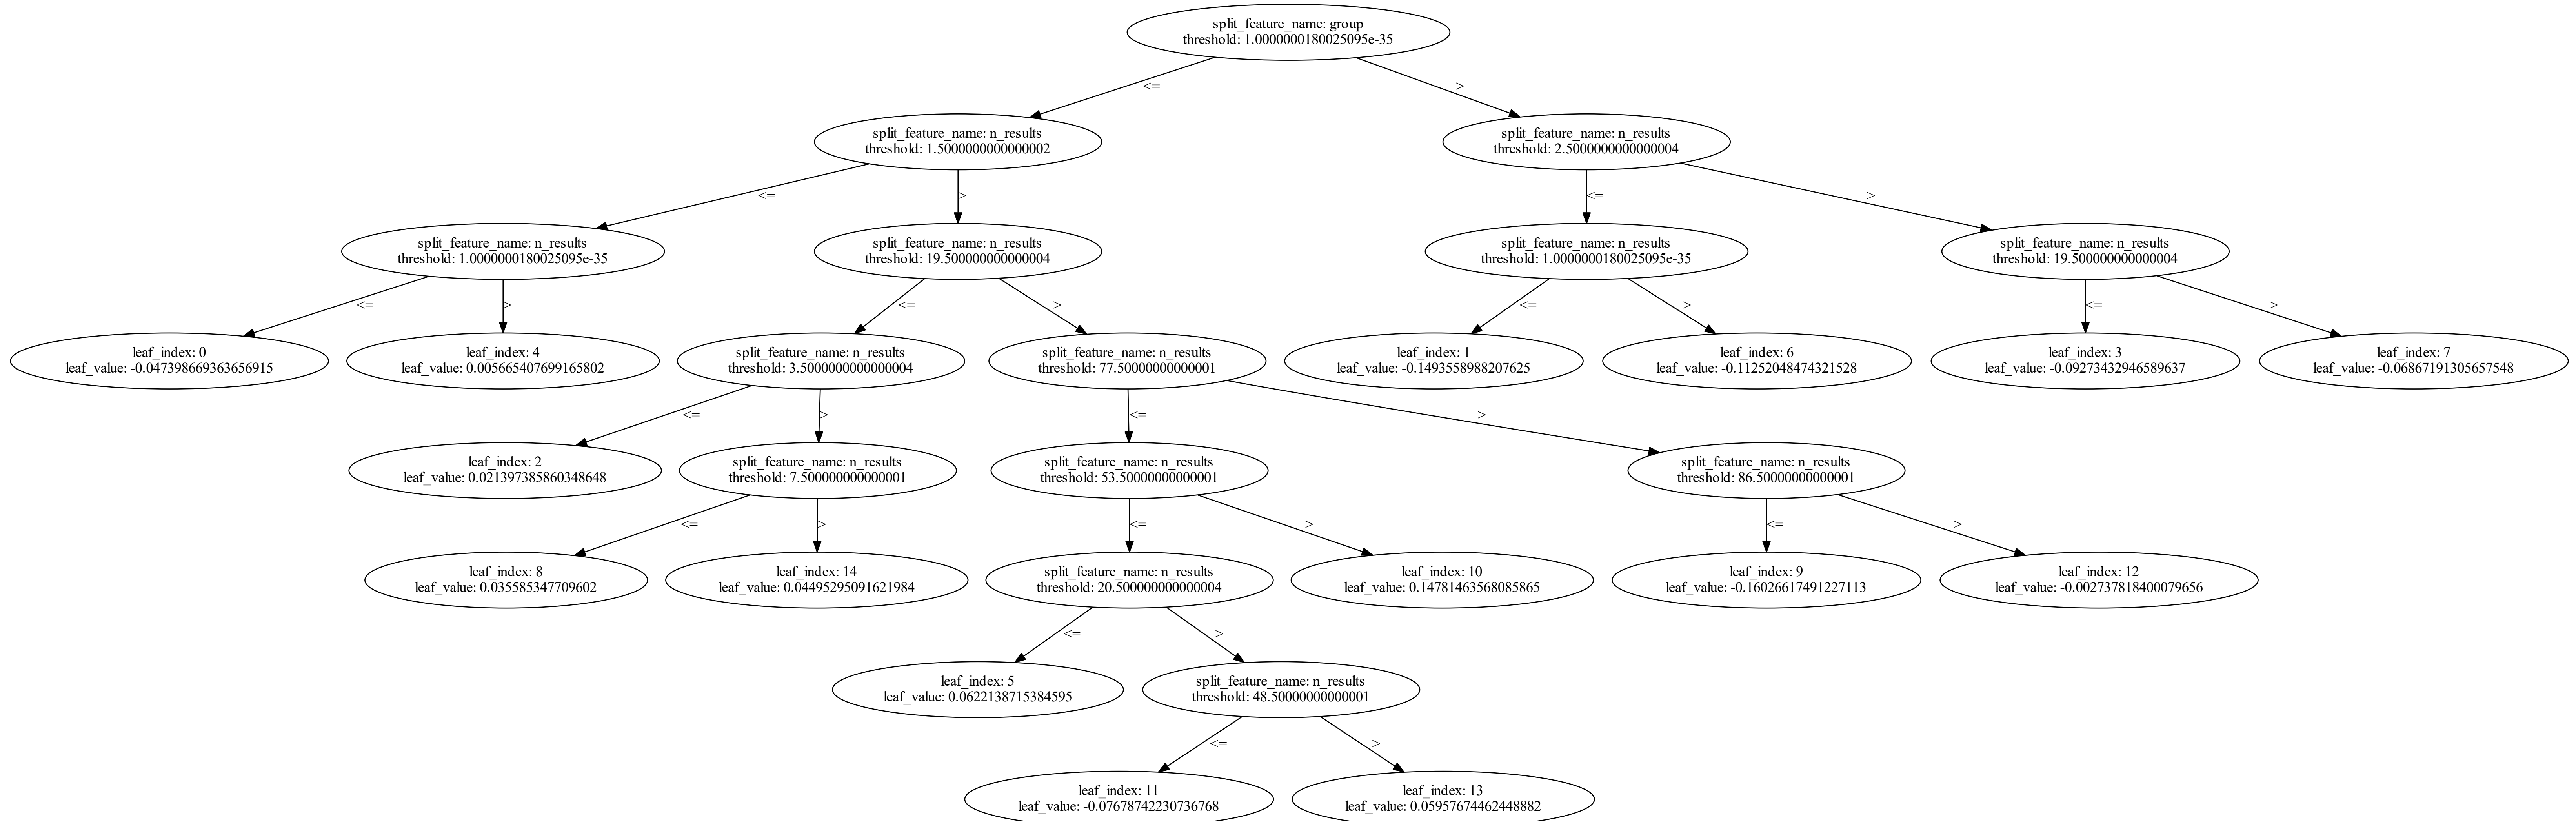 split_feature_name: group
threshold: 1.0000000180025095e-35
<=
>
split_feature_name: n_results
threshold: 1.5000000000000002
split_feature_name: n_results
threshold: 2.5000000000000004
<=
>
<=
>
split_feature_name: n_results
threshold: 1.0000000180025095e-35
split_feature_name: n_results
threshold: 19.500000000000004
split_feature_name: n_results
threshold: 1.0000000180025095e-35
split_feature_name: n_results
threshold: 19.500000000000004
<=
>
<=
>
<=
>
<=
>
leaf_index: 0
leaf_value: -0.047398669363656915
leaf_index: 4
leaf_value: 0.005665407699165802
split_feature_name: n_results
threshold: 3.5000000000000004
split_feature_name: n_results
threshold: 77.50000000000001
leaf_index: 1
leaf_value: -0.1493558988207625
leaf_index: 6
leaf_value: -0.11252048474321528
leaf_index: 3
leaf_value: -0.09273432946589637
leaf_index: 7
leaf_value: -0.06867191305657548
<=
>
<=
>
leaf_index: 2
leaf_value: 0.021397385860348648
split_feature_name: n_results
threshold: 7.500000000000001
split_feature_name: n_results
threshold: 53.50000000000001
split_feature_name: n_results
threshold: 86.50000000000001
<=
>
<=
>
<=
>
leaf_index: 8
leaf_value: 0.035585347709602
leaf_index: 14
leaf_value: 0.04495295091621984
split_feature_name: n_results
threshold: 20.500000000000004
leaf_index: 10
leaf_value: 0.14781463568085865
leaf_index: 9
leaf_value: -0.16026617491227113
leaf_index: 12
leaf_value: -0.002737818400079656
<=
>
leaf_index: 5
leaf_value: 0.0622138715384595
split_feature_name: n_results
threshold: 48.50000000000001
<=
>
leaf_index: 11
leaf_value: -0.07678742230736768
leaf_index: 13
leaf_value: 0.05957674462448882